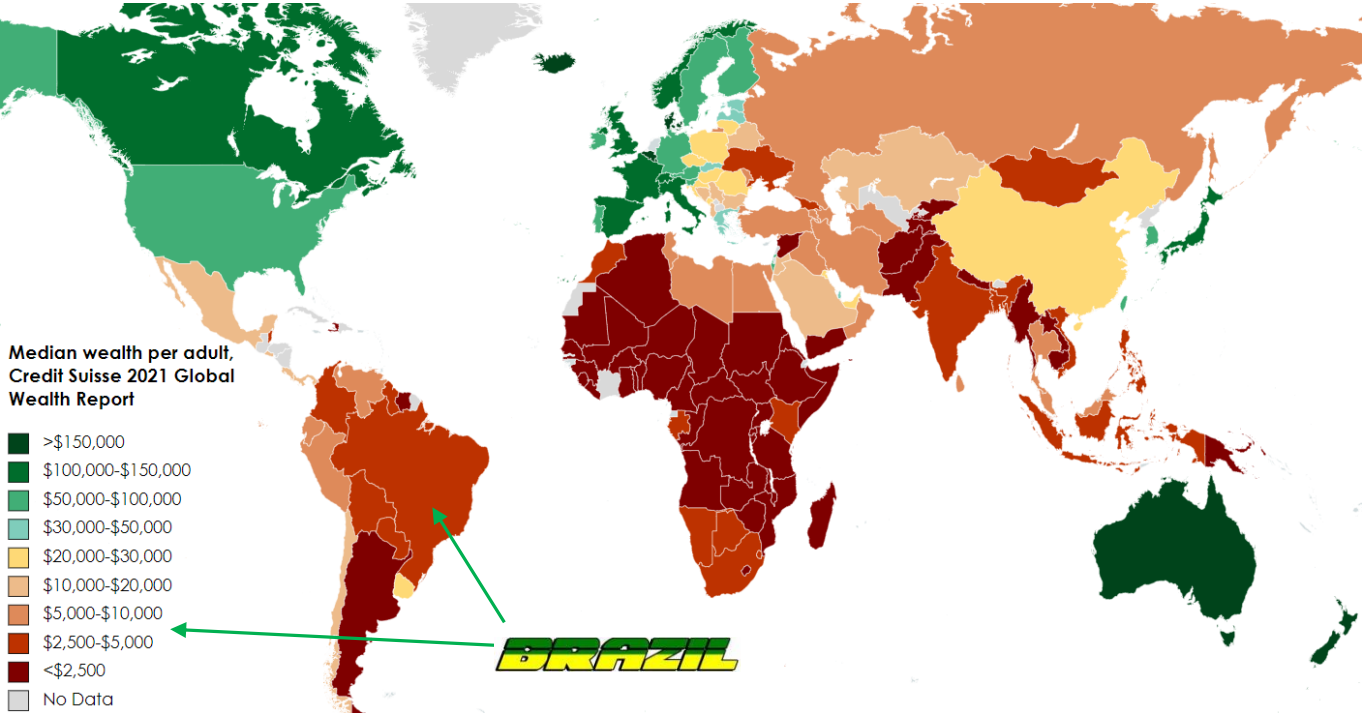 Median wealth per adult,
Credit Suisse 2021 Global
Wealth Report
>$150,000
$100,000-$150,000
$50,000-$100,000
$30,000-$50,000
$20,000-$30,000
$10,000-$20,000
$5,000-$10,000
$2,500-$5,000
<$2,500
No Data
BRAZIL